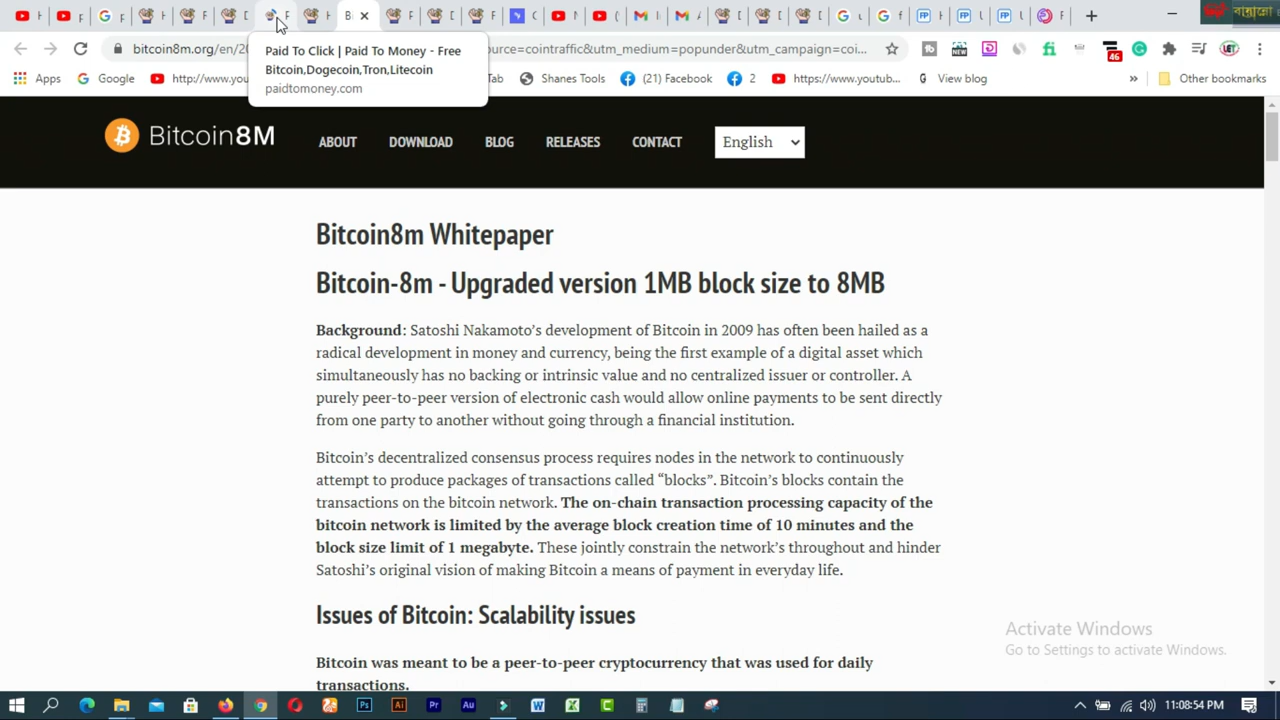 bitcoin8m.org/en/20
ource=cointraffic&utm_medium=popunder&utm_campaign=coi...
Paid To Click | Paid To Money - Free
Bitcoin,Dogecoin,Tron,Litecoin
paidtomoney.com
46
Apps
Google
http://www.you
Tab
Shanes Tools
(21) Facebook
2
https://www.youtub...
View blog
»
Other bookmarks
Bitcoin8M
ABOUT
DOWNLOAD
BLOG
RELEASES
CONTACT
English
Bitcoin8m Whitepaper
Bitcoin-8m - Upgraded version 1MB block size to 8MB
Background: Satoshi Nakamoto’s development of Bitcoin in 2009 has often been hailed as a
radical development in money and currency, being the first example of a digital asset which
simultaneously has no backing or intrinsic value and no centralized issuer or controller. A
purely peer-to-peer version of electronic cash would allow online payments to be sent directly
from one party to another without going through a financial institution.
Bitcoin’s decentralized consensus process requires nodes in the network to continuously
attempt to produce packages of transactions called “blocks”. Bitcoin’s blocks contain the
transactions on the bitcoin network. The on-chain transaction processing capacity of the
bitcoin network is limited by the average block creation time of 10 minutes and the
block size limit of 1 megabyte. These jointly constrain the network’s throughout and hinder
Satoshi’s original vision of making Bitcoin a means of payment in everyday life.
Issues of Bitcoin: Scalability issues
Bitcoin was meant to be a peer-to-peer cryptocurrency that was used for daily
transactions.
Activate Windows
Go to Settings to activate Windows.
11:08:54 PM